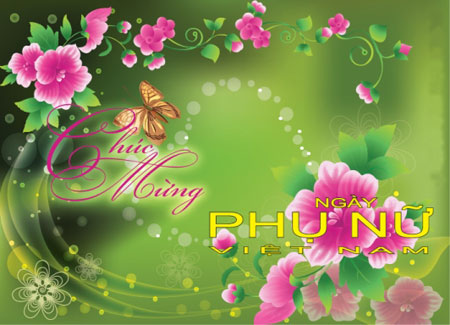 Chúc
Mừng
NGÀY
PHỤ NỮ
VIỆT NAM